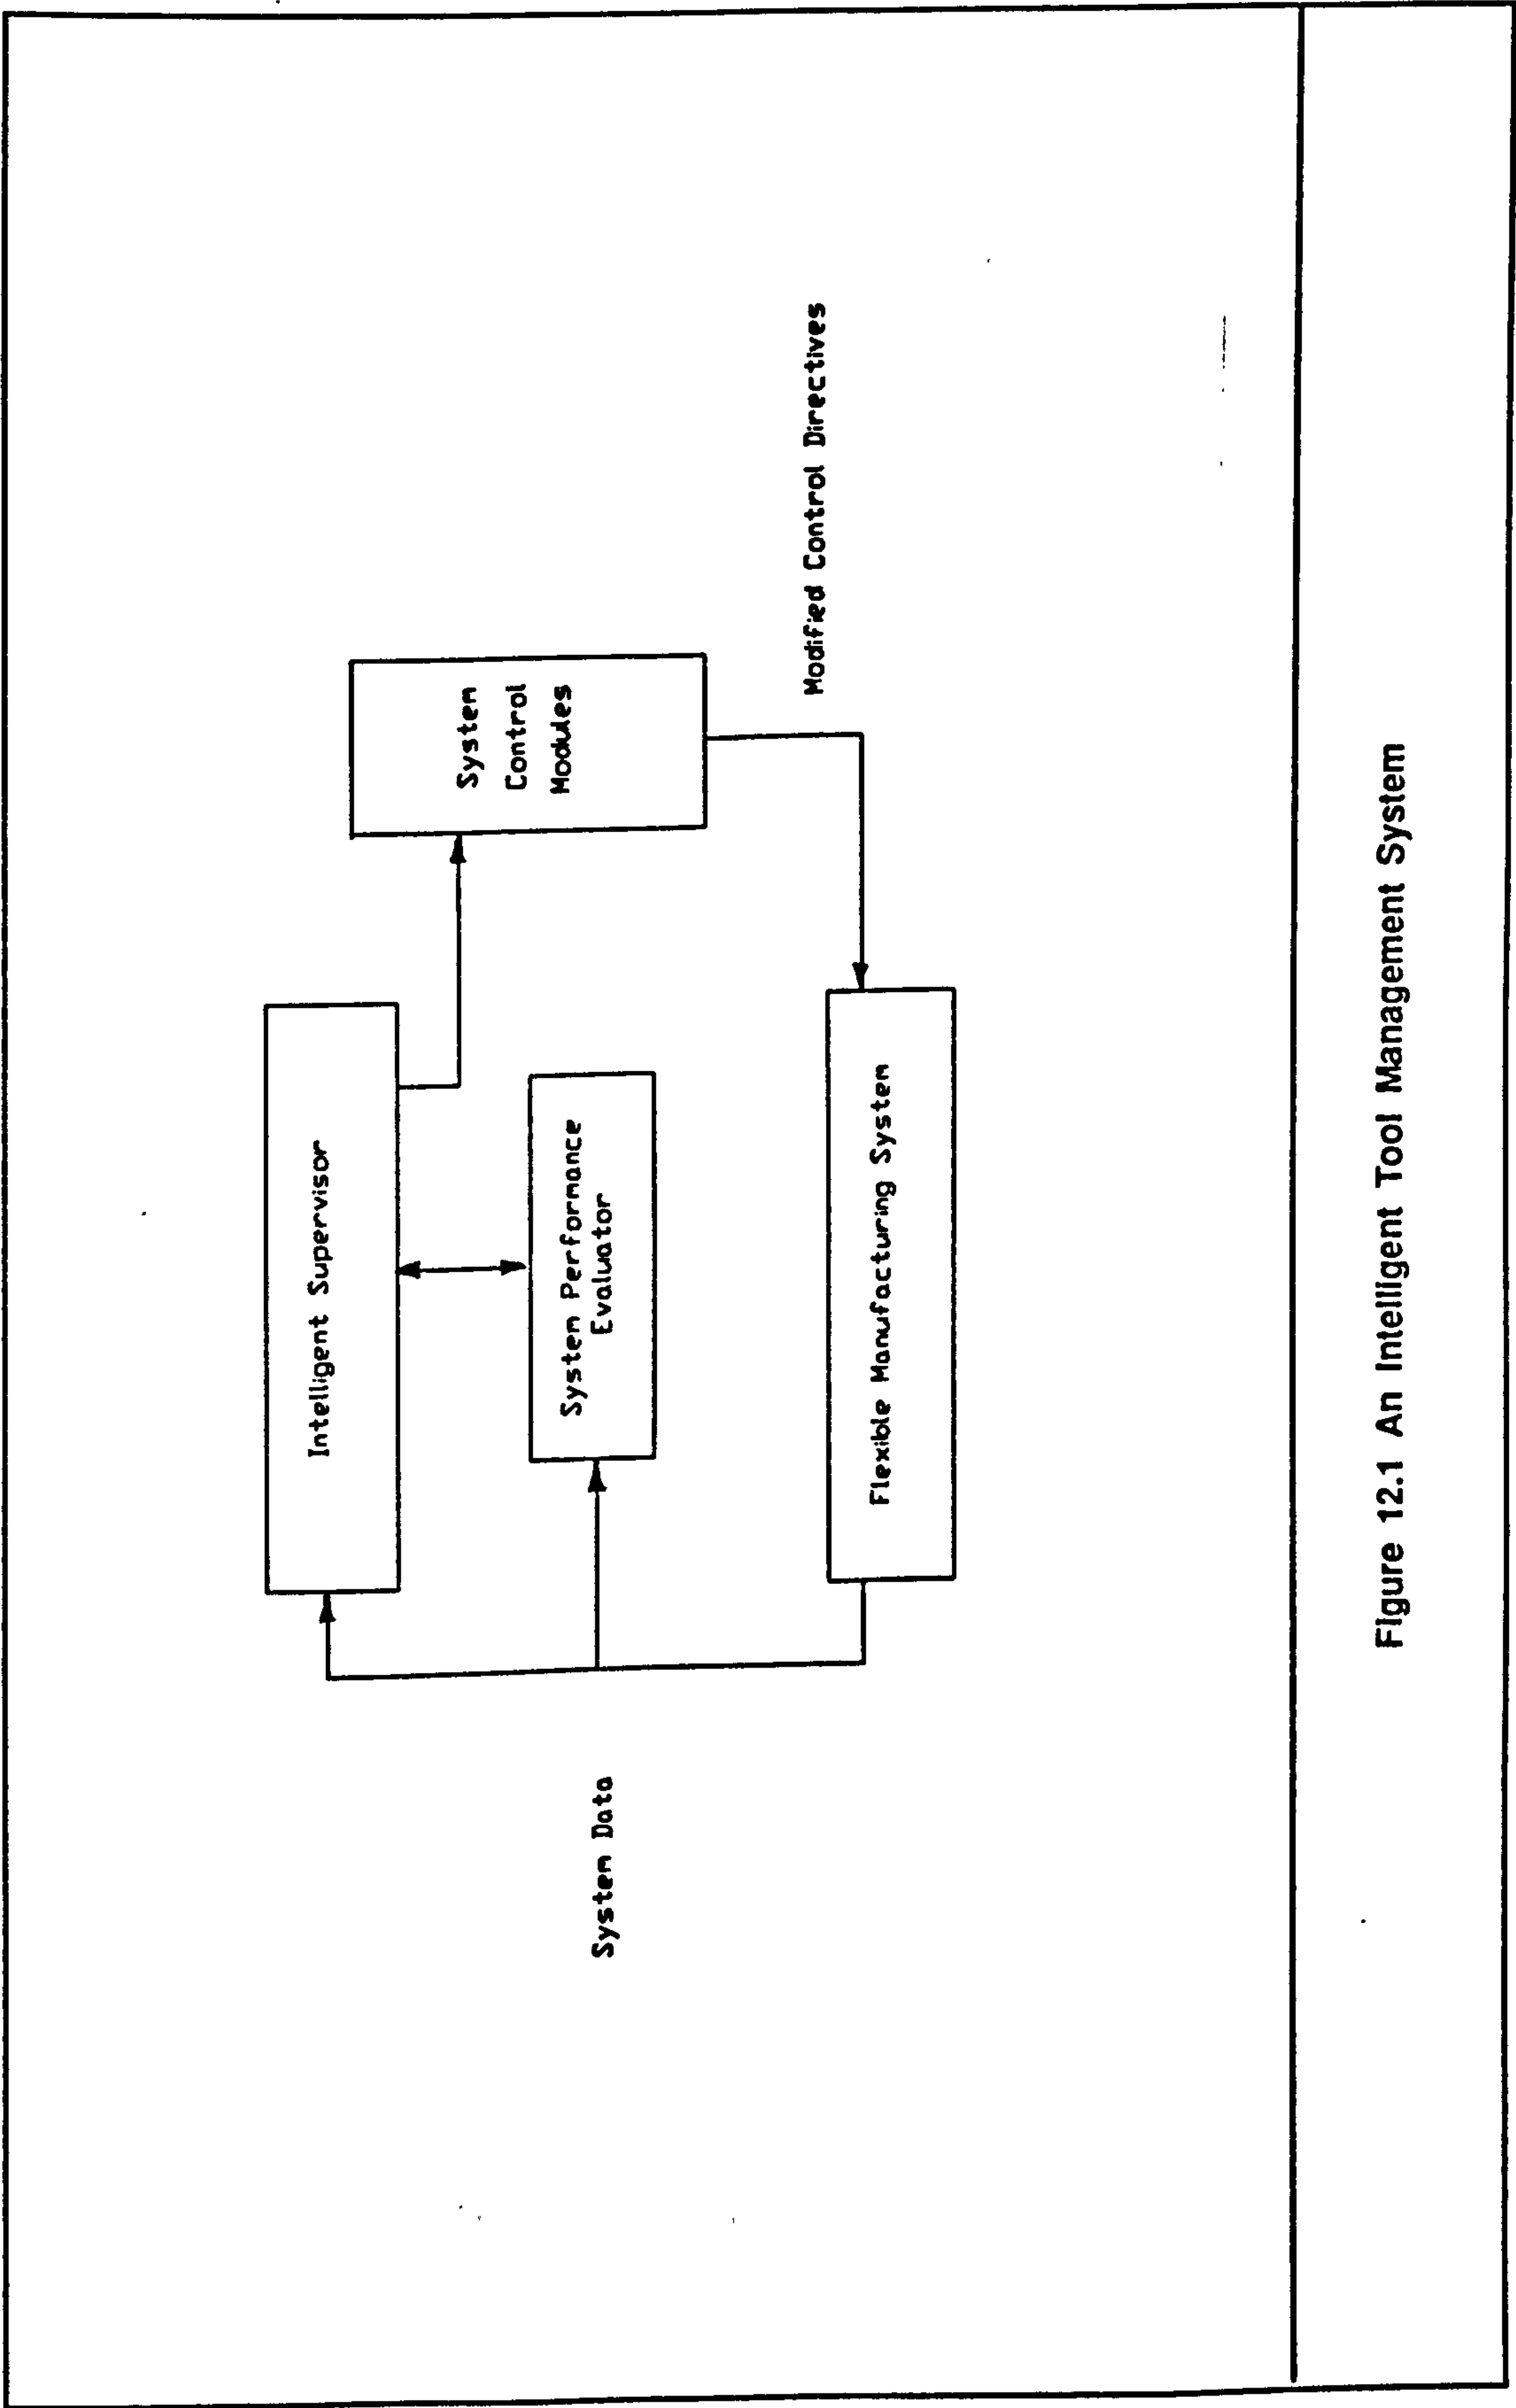 Intelligent Supervisor
System
Control
Modules
System Performance
Evaluator
System Data
Modified Control Directives
Flexible Manufacturing System
Figure 12.1 An Intelligent Tool Management System